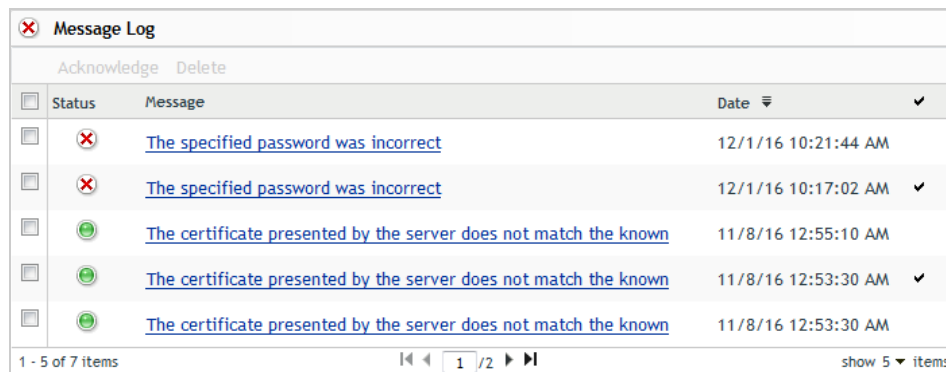 Message Log
Acknowledge Delete
Status Message Date
The specified password was incorrect 12/1/16 10:21:44 AM
The specified password was incorrect 12/1/16 10:17:02 AM
The certificate presented by the server does not match the known 11/8/16 12:55:10 AM
The certificate presented by the server does not match the known 11/8/16 12:53:30 AM
The certificate presented by the server does not match the known 11/8/16 12:53:30 AM
1 - 5 of 7 items 1 /2 show 5 items